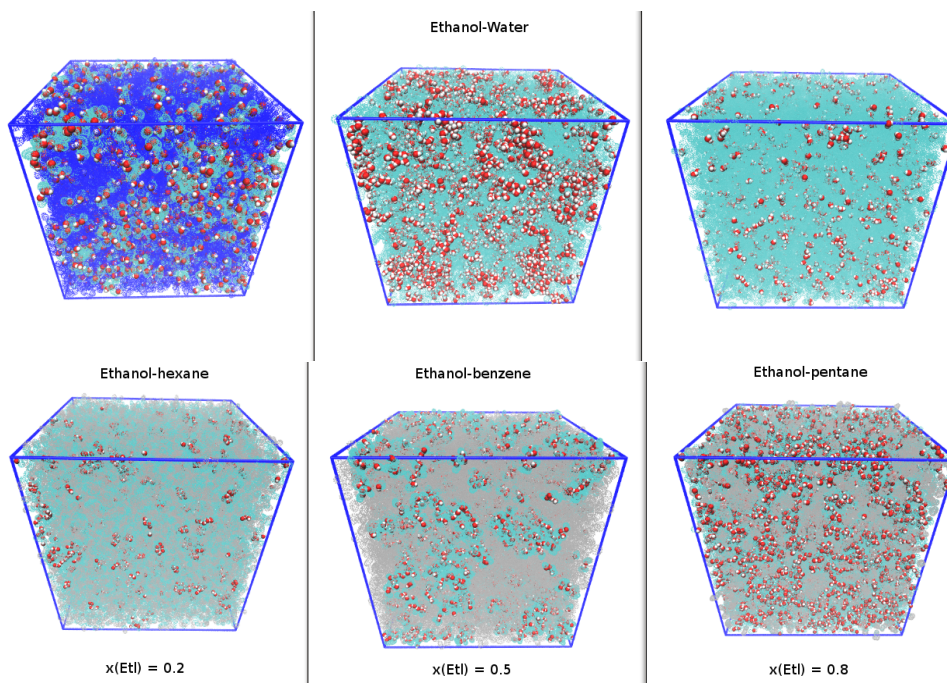 Ethanol-Water
Ethanol-hexane
Ethanol-benzene
Ethanol-pentane
x(Etl) = 0.2
x(Etl) = 0.5
x(Etl) = 0.8